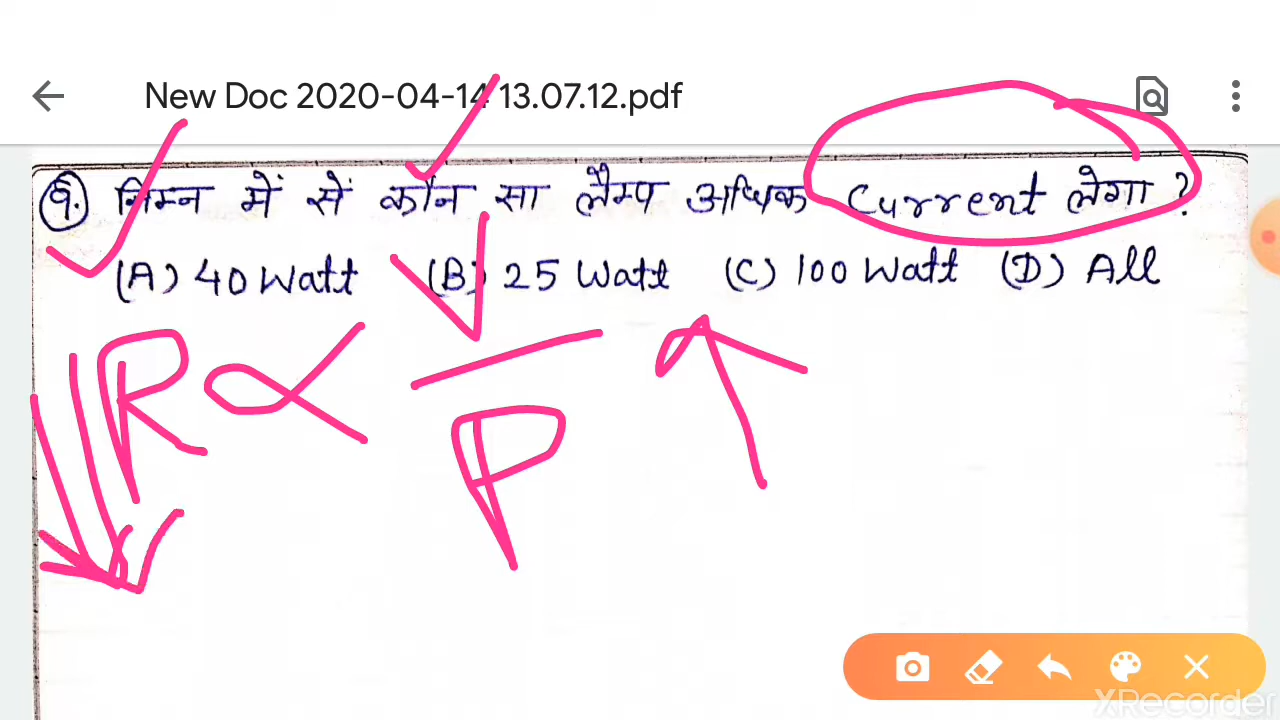 New Doc 2020-04-14 13.07.12.pdf
9. निम्न में सें कौन सा लैम्प अधिक Current लेगा ?
(A) 40 Watt (B) 25 Watt (C) 100 Watt (D) All
R ∝ 1/P
XRecorder